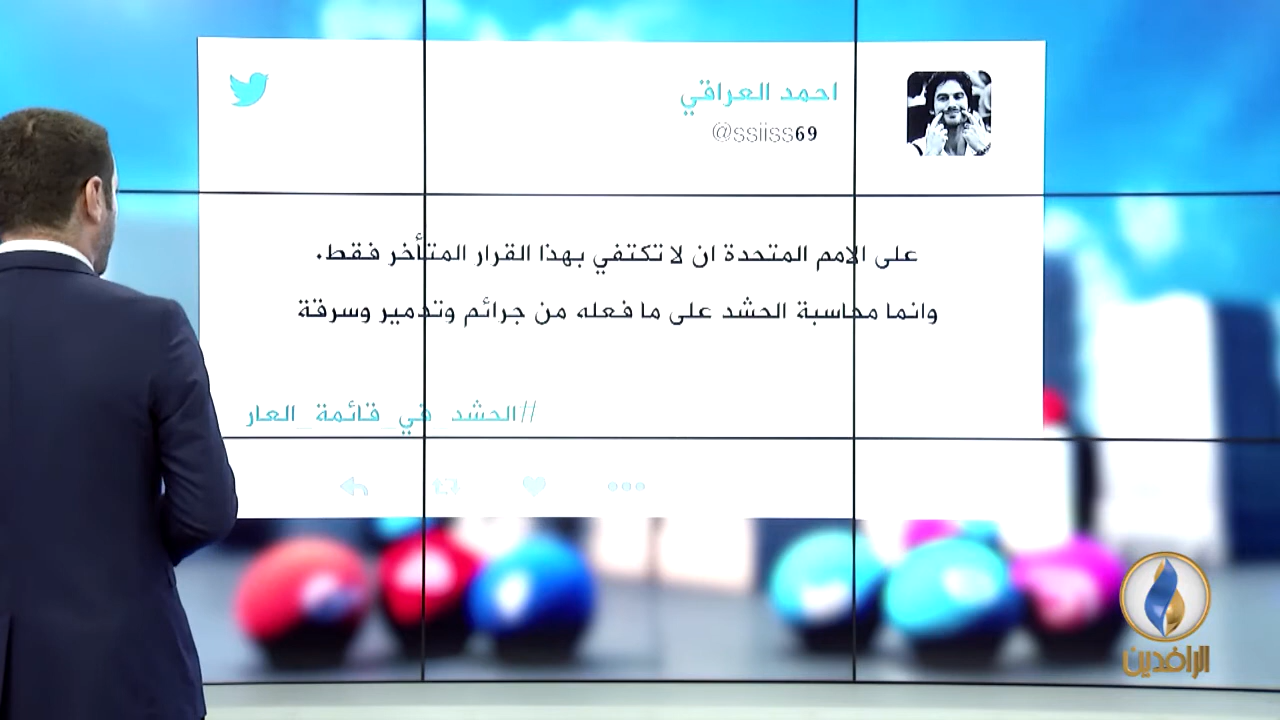 احمد العراقي
@ssiiss69
على الامم المتحدة ان لا تكتفي بهذا القرار المتأخر فقط.
وانما محاسبة الحشد على ما فعله من جرائم وتدمير وسرقة
//الحشد_في_قائمة_العار
الرافدين